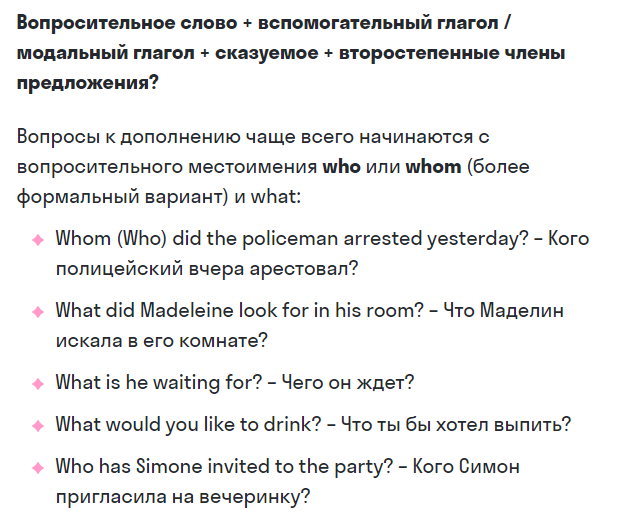 Вопросительное слово + вспомогательный глагол /
модальный глагол + сказуемое + второстепенные члены
предложения?
Вопросы к дополнению чаще всего начинаются с
вопросительного местоимения who или whom (более
формальный вариант) и what:
Whom (Who) did the policeman arrested yesterday? – Кого
полицейский вчера арестовал?
What did Madeleine look for in his room? – Что Маделин
искала в его комнате?
What is he waiting for? – Чего он ждет?
What would you like to drink? – Что ты бы хотел выпить?
Who has Simone invited to the party? – Кого Симон
пригласила на вечеринку?